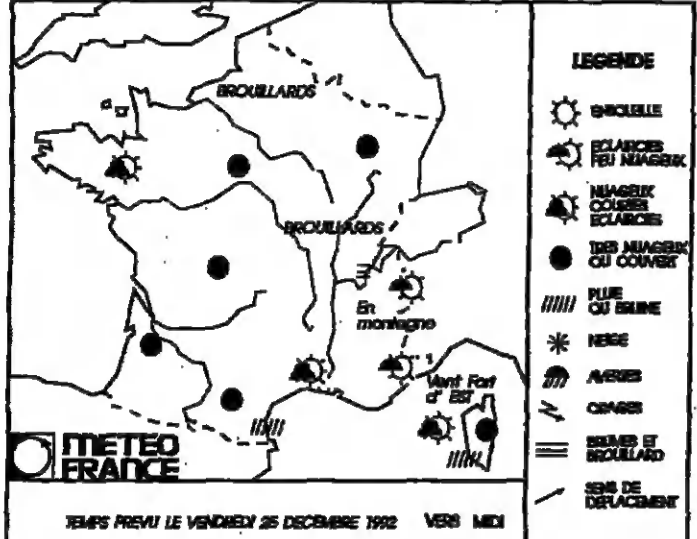 BROUILLARDS
BROUILLARDS
En
montagne
Vent Fort
d' EST
METEO
FRANCE
TEMPS PREVU LE VENDREDI 25 DECEMBRE 1992 VERS MIDI
LEGENDE
ENSOLEILLE
ECLAIRCIES
PEU NUAGEUX
NUAGEUX
COURTES
ECLAIRCIES
TRES NUAGEUX
OU COUVERT
PLUIE
OU BRUINE
NEIGE
AVERSES
ORAGES
BRUMES ET
BROUILLARD
SENS DE
DEPLACEMENT